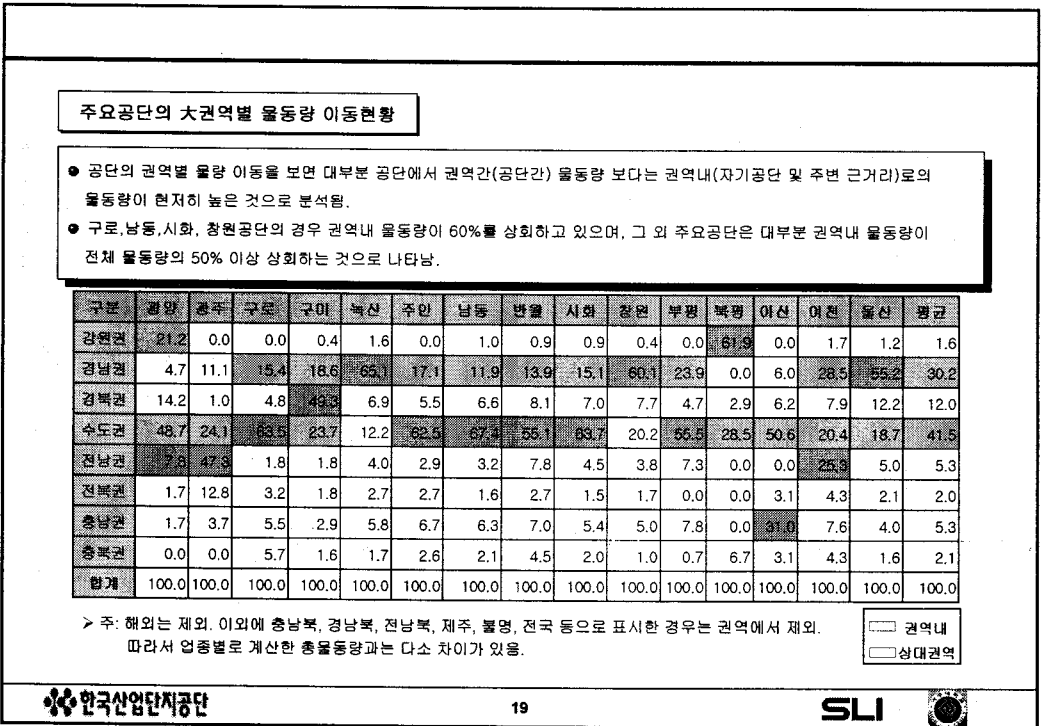 주요공단의 大권역별 물동량 이동현황
● 공단의 권역별 물량 이동을 보면 대부분 공단에서 권역간(공단간) 물동량 보다는 권역내(자기공단 및 주변 근거리)로의
물동량이 현저히 높은 것으로 분석됨.
● 구로,남동,시화, 창원공단의 경우 권역내 물동량이 60%를 상회하고 있으며, 그 외 주요공단은 대부분 권역내 물동량이
전체 물동량의 50% 이상 상회하는 것으로 나타남.
구분 광양 광주 구로 구미 녹산 주안 남동 반월 시화 창원 부평 북평 아산 여천 울산 평균
강원권 21.2 0.0 0.0 0.4 1.6 0.0 1.0 0.9 0.9 0.4 0.0 61.9 0.0 1.7 1.2 1.6
경남권 4.7 11.1 15.4 18.6 65.1 17.1 11.9 13.9 15.1 60.1 23.9 0.0 6.0 28.5 55.2 30.2
경북권 14.2 1.0 4.8 49.3 6.9 5.5 6.6 8.1 7.0 7.7 4.7 2.9 6.2 7.9 12.2 12.0
수도권 48.7 24.1 63.5 23.7 12.2 62.5 67.4 55.1 63.7 20.2 55.5 28.5 50.6 20.4 18.7 41.5
전남권 7.8 47.3 1.8 1.8 4.0 2.9 3.2 7.8 4.5 3.8 7.3 0.0 0.0 25.3 5.0 5.3
전북권 1.7 12.8 3.2 1.8 2.7 2.7 1.6 2.7 1.5 1.7 0.0 0.0 3.1 4.3 2.1 2.0
충남권 1.7 3.7 5.5 2.9 5.8 6.7 6.3 7.0 5.4 5.0 7.8 0.0 31.0 7.6 4.0 5.3
충북권 0.0 0.0 5.7 1.6 1.7 2.6 2.1 4.5 2.0 1.0 0.7 6.7 3.1 4.3 1.6 2.1
합계 100.0 100.0 100.0 100.0 100.0 100.0 100.0 100.0 100.0 100.0 100.0 100.0 100.0 100.0 100.0 100.0
➢ 주: 해외는 제외. 이외에 충남북, 경남북, 전남북, 제주, 불명, 전국 등으로 표시한 경우는 권역에서 제외.
따라서 업종별로 계산한 총물동량과는 다소 차이가 있음.
권역내
상대권역
한국산업단지공단
19
SLI